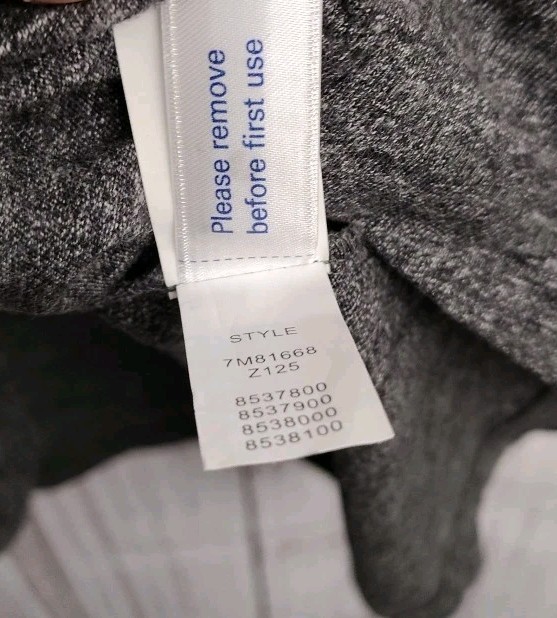 Please remove
before first use
STYLE
7M81668
Z125
8537800
8537900
8538000
8538100